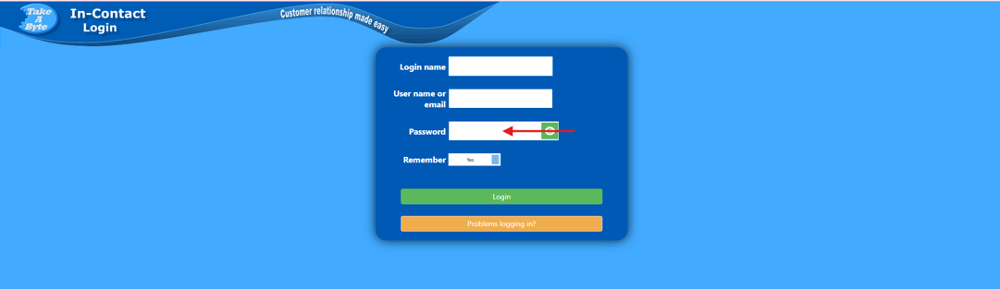 Take
A
Byte
In-Contact
Login
Customer relationship made easy
Login name
User name or
email
Password
Remember
Yes
Login
Problems logging in?